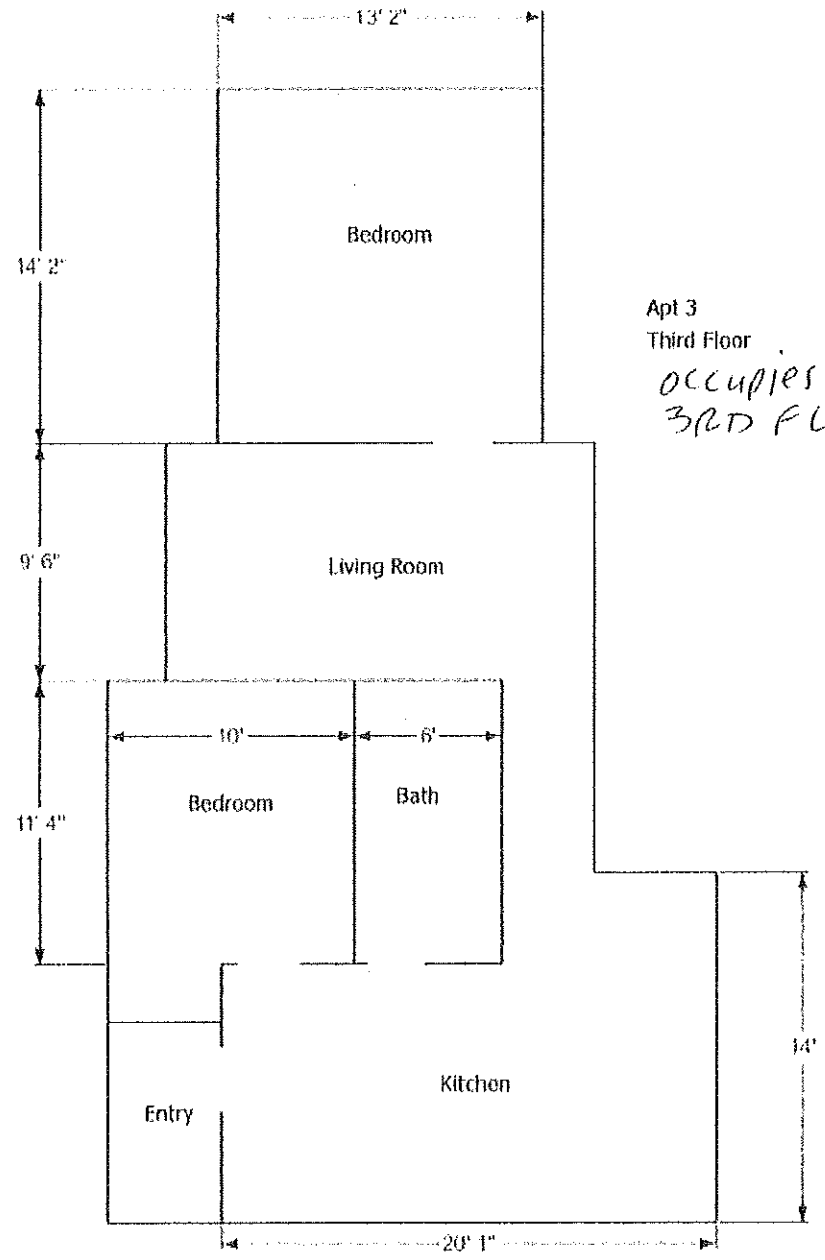 13' 2"
Bedroom
14' 2"
Apt 3
Third Floor
occupies
3RD FL
9' 6"
Living Room
10'
6'
Bedroom
Bath
11' 4"
14'
Kitchen
Entry
20' 1"